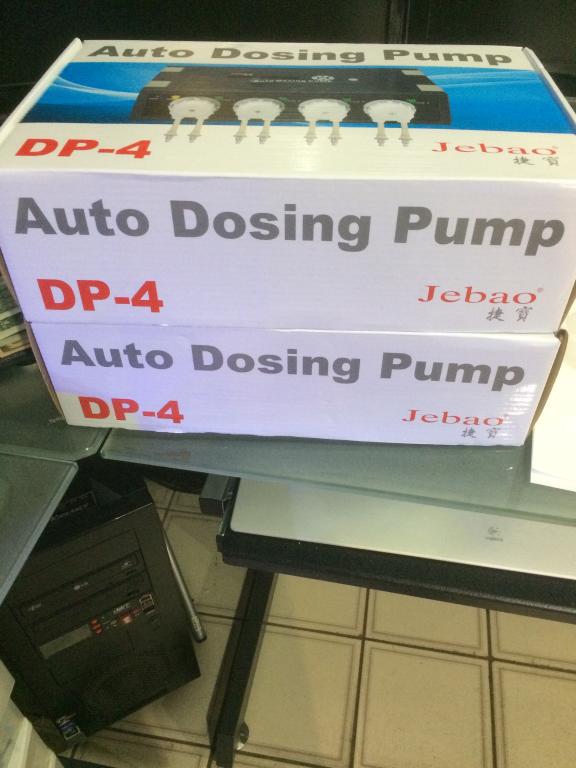 Auto Dosing Pump
DP-4
Jebao®
捷寶
Auto Dosing Pump
DP-4
Jebao®
捷寶
Auto Dosing Pump
DP-4
Jebao®
捷寶